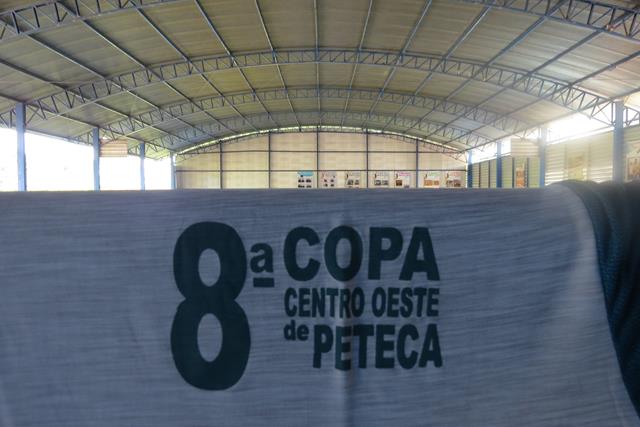 8ª COPA
CENTRO OESTE
de PETECA